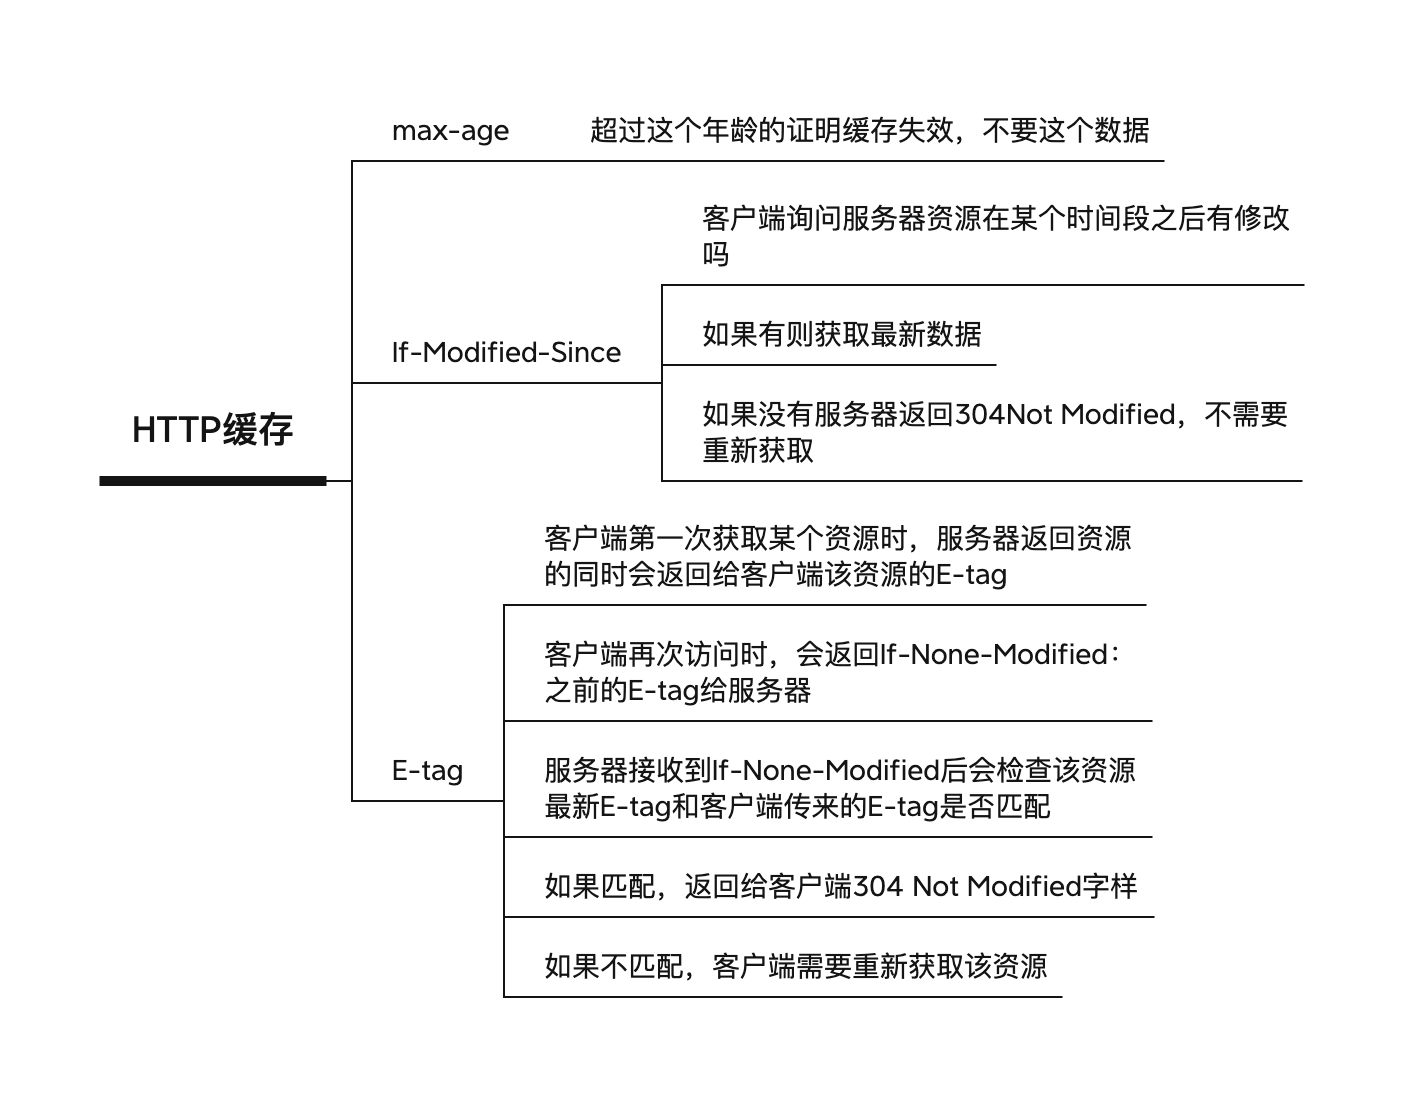 HTTP缓存
max-age
超过这个年龄的证明缓存失效，不要这个数据
If-Modified-Since
客户端询问服务器资源在某个时间段之后有修改
吗
如果有则获取最新数据
如果没有服务器返回304Not Modified，不需要
重新获取
E-tag
客户端第一次获取某个资源时，服务器返回资源
的同时会返回给客户端该资源的E-tag
客户端再次访问时，会返回If-None-Modified：
之前的E-tag给服务器
服务器接收到If-None-Modified后会检查该资源
最新E-tag和客户端传来的E-tag是否匹配
如果匹配，返回给客户端304 Not Modified字样
如果不匹配，客户端需要重新获取该资源